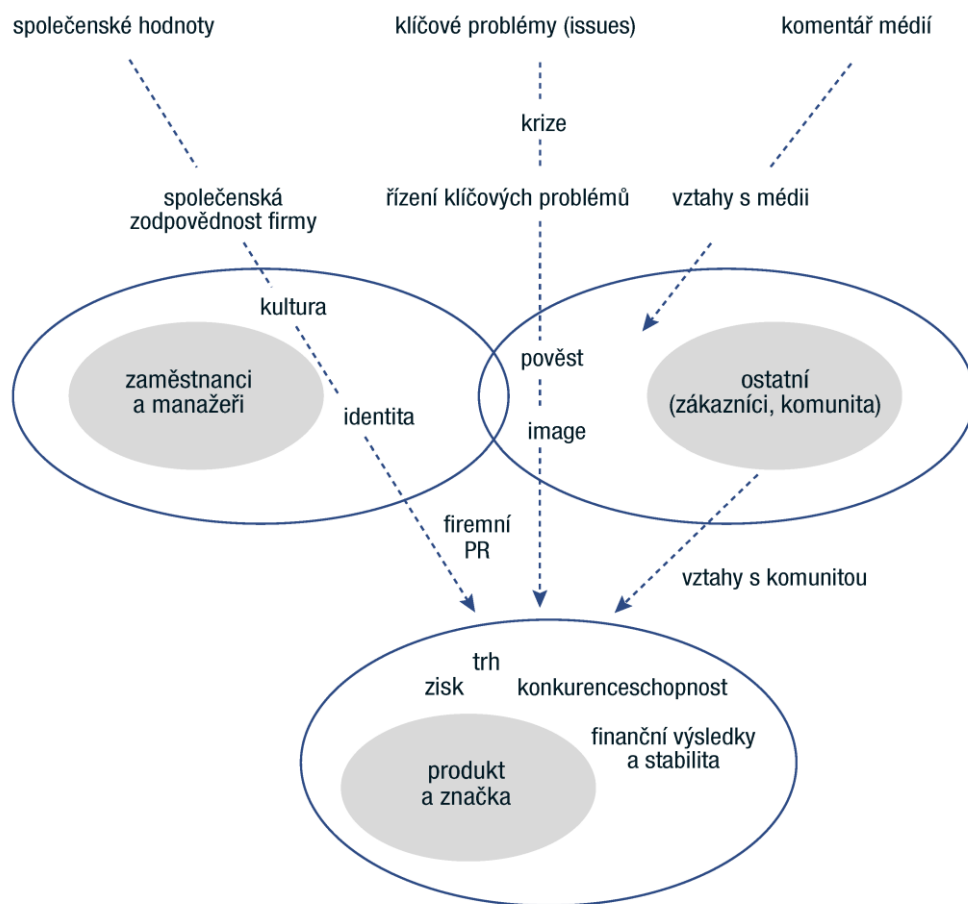 společenské hodnoty
klíčové problémy (issues)
komentář médií
krize
společenská
zodpovědnost firmy
řízení klíčových problémů
vztahy s médii
kultura
zaměstnanci
a manažeři
identita
pověst
image
ostatní
(zákazníci, komunita)
firemní
PR
vztahy s komunitou
trh
zisk
konkurenceschopnost
finanční výsledky
a stabilita
produkt
a značka